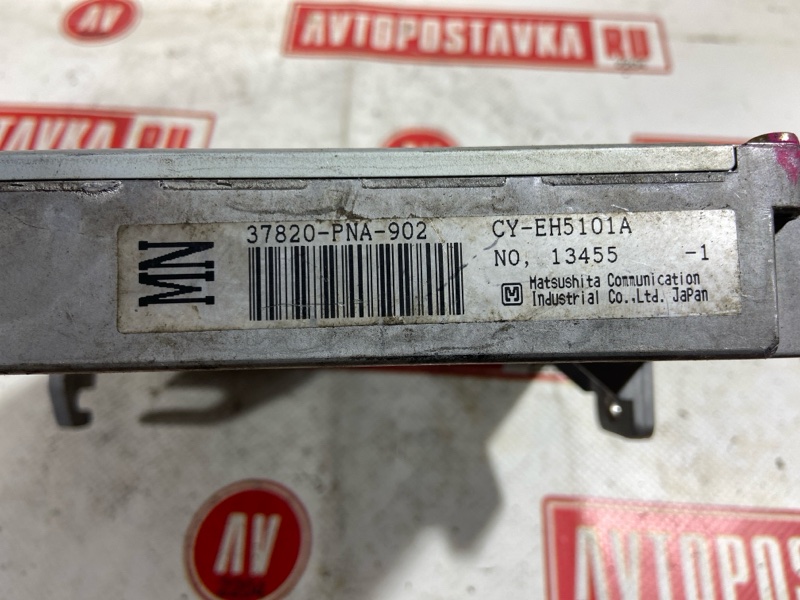 AV
AVTOPOSTAVKA RU
AVTOPOSTAVKA RU
MN
37820-PNA-902
CY-EH5101A
NO, 13455 -1
M Matsushita Communication
Industrial Co.,Ltd. JaPan
AV
AVTOPOSTAVKA